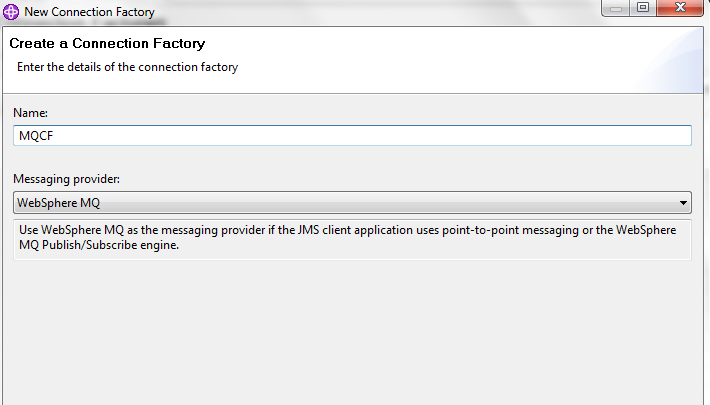 New Connection Factory
Create a Connection Factory
Enter the details of the connection factory
Name:
MQCF
Messaging provider:
WebSphere MQ
Use WebSphere MQ as the messaging provider if the JMS client application uses point-to-point messaging or the WebSphere
MQ Publish/Subscribe engine.